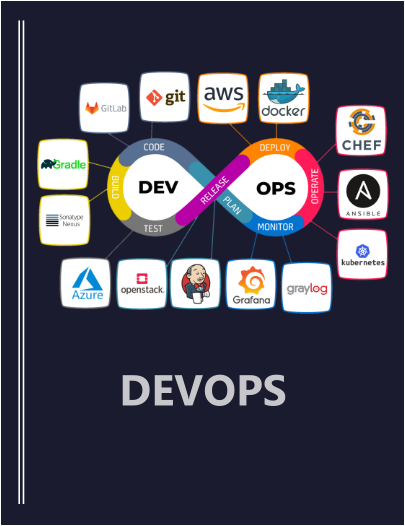 GitLab
git
aws
docker
CHEF
Gradle
CODE
DEPLOY
BUILD
DEV
RELEASE
OPS
OPERATE
ANSIBLE
Sonatype
Nexus
TEST
PLAN
MONITOR
kubernetes
Azure
openstack.
Grafana
graylog
DEVOPS